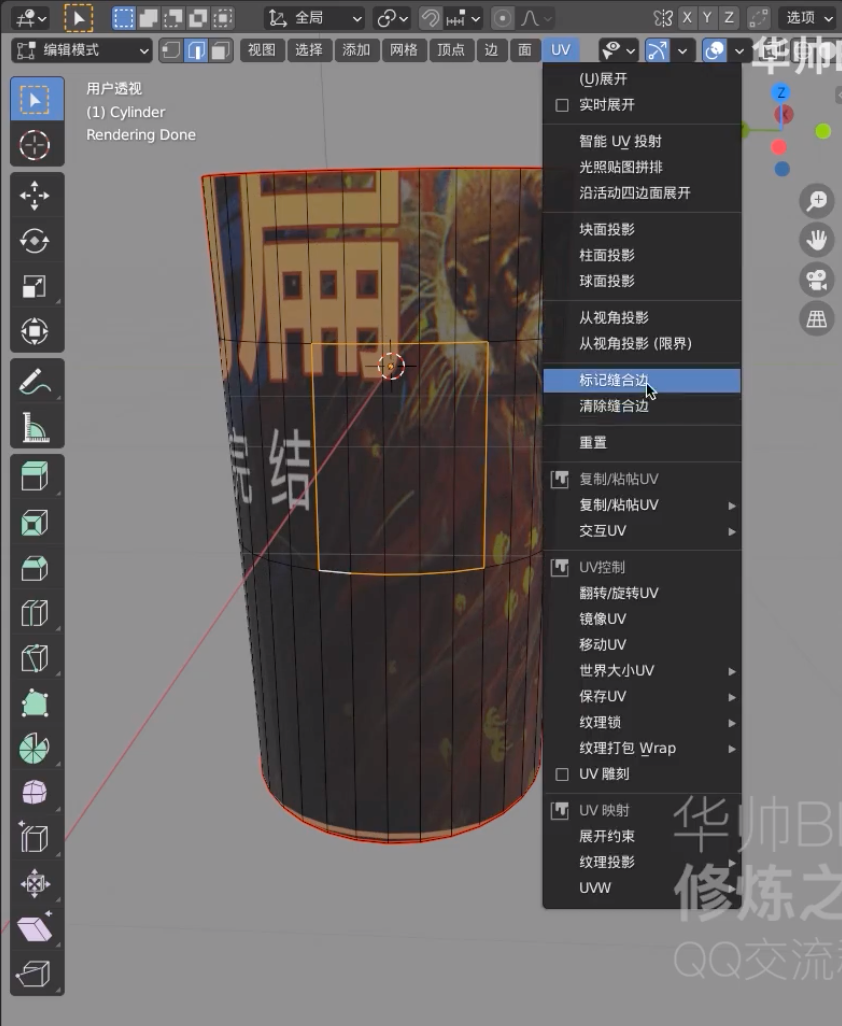 全局
X Y Z
选项
编辑模式
视图 选择 添加 网格 顶点 边 面 UV
华帅
用户透视
(1) Cylinder
Rendering Done
Z
X
(U)展开
实时展开
智能 UV 投射
光照贴图拼排
沿活动四边面展开
块面投影
柱面投影
球面投影
从视角投影
从视角投影 (限界)
标记缝合边
清除缝合边
重置
复制/粘帖UV
复制/粘帖UV
交互UV
UV控制
翻转/旋转UV
镜像UV
移动UV
世界大小UV
保存UV
纹理锁
纹理打包 Wrap
UV 雕刻
UV 映射
展开约束
纹理投影
UVW
结
华帅B
修炼之
QQ交流